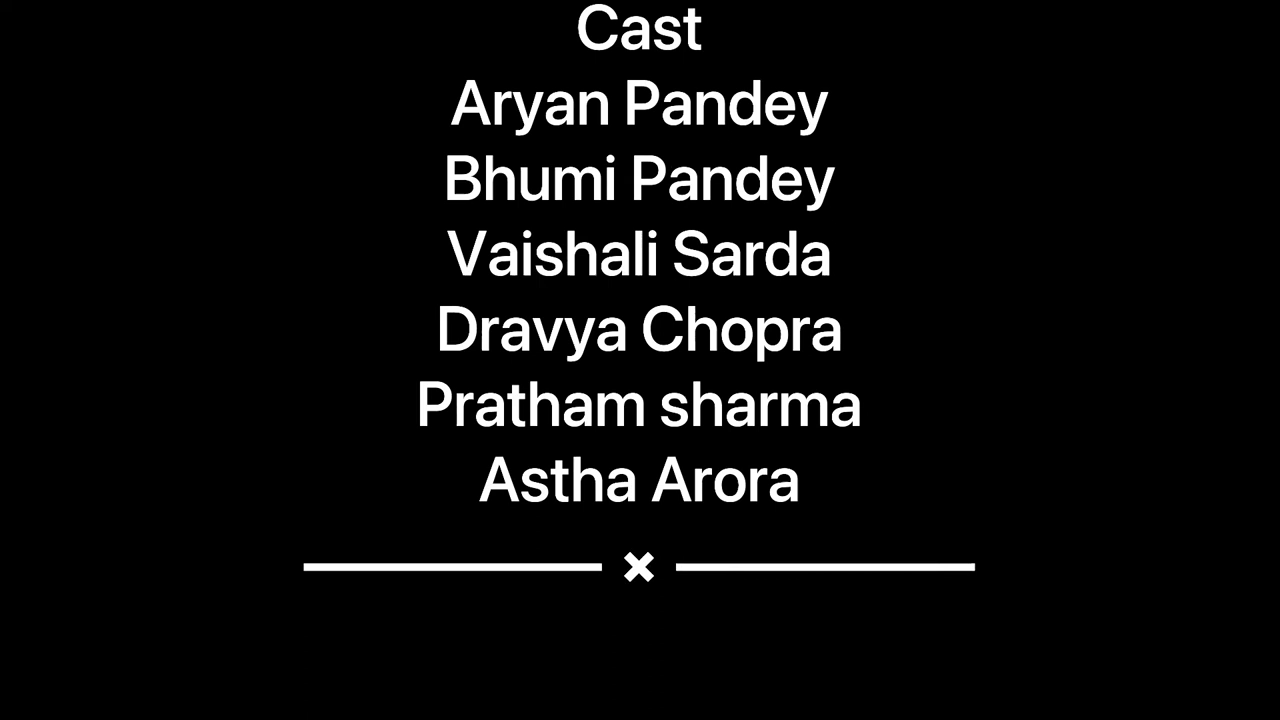 Cast
Aryan Pandey
Bhumi Pandey
Vaishali Sarda
Dravya Chopra
Pratham sharma
Astha Arora